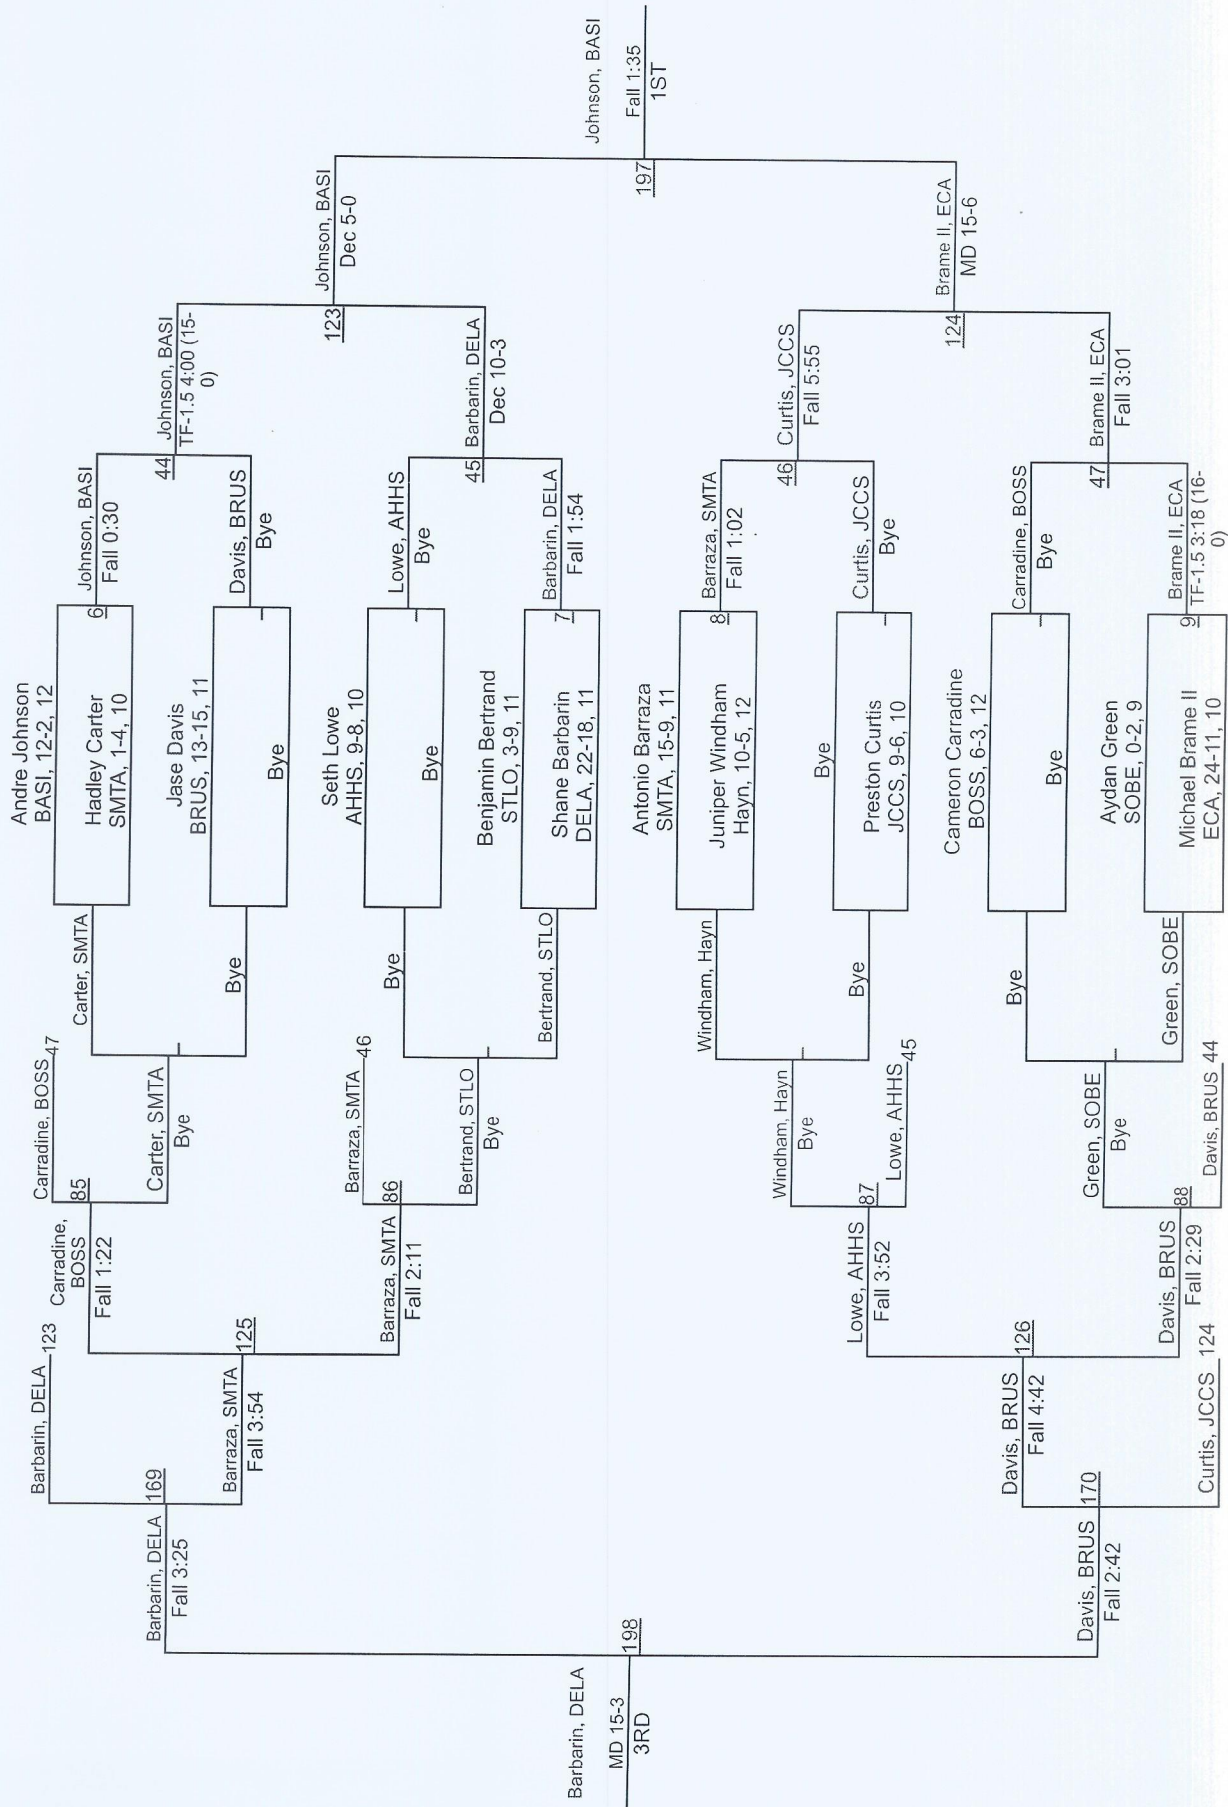 Andre Johnson
BASI, 12-2, 12
Hadley Carter
SMTA, 1-4, 10
6
Jase Davis
BRUS, 13-15, 11
Bye
Seth Lowe
AHHS, 9-8, 10
Bye
Benjamin Bertrand
STLO, 3-9, 11
Shane Barbarin
DELA, 22-18, 11
7
Antonio Barraza
SMTA, 15-9, 11
Juniper Windham
Hayn, 10-5, 12
8
Bye
Preston Curtis
JCCS, 9-6, 10
Cameron Carradine
BOSS, 6-3, 12
Bye
Aydan Green
SOBE, 0-2, 9
Michael Brame II
ECA, 24-11, 10
9
Johnson, BASI
Fall 0:30
Davis, BRUS
Bye
Lowe, AHHS
Bye
Barbarin, DELA
Fall 1:54
Barraza, SMTA
Fall 1:02
Curtis, JCCS
Bye
Carradine, BOSS
Bye
Brame II, ECA
TF-1.5 3:18 (16-
0)
44
Johnson, BASI
TF-1.5 4:00 (15-
0)
45
Barbarin, DELA
Dec 10-3
46
Curtis, JCCS
Fall 5:55
47
Brame II, ECA
Fall 3:01
123
Johnson, BASI
Dec 5-0
124
Brame II, ECA
MD 15-6
197
Johnson, BASI
Fall 1:35
1ST
Carter, SMTA
Bye
Bye
Bertrand, STLO
Windham, Hayn
Bye
Bye
Green, SOBE
Carradine, BOSS 47
Carter, SMTA
Bye
Barraza, SMTA 46
Bertrand, STLO
Bye
Windham, Hayn
Bye
Lowe, AHHS 45
Green, SOBE
Bye
Davis, BRUS 44
85
Carradine,
BOSS
Fall 1:22
86
Barraza, SMTA
Fall 2:11
87
Lowe, AHHS
Fall 3:52
88
Davis, BRUS
Fall 2:29
Barbarin, DELA 123
125
Barraza, SMTA
Fall 3:54
126
Davis, BRUS
Fall 4:42
Curtis, JCCS 124
169
Barbarin, DELA
Fall 3:25
170
Davis, BRUS
Fall 2:42
198
Barbarin, DELA
MD 15-3
3RD